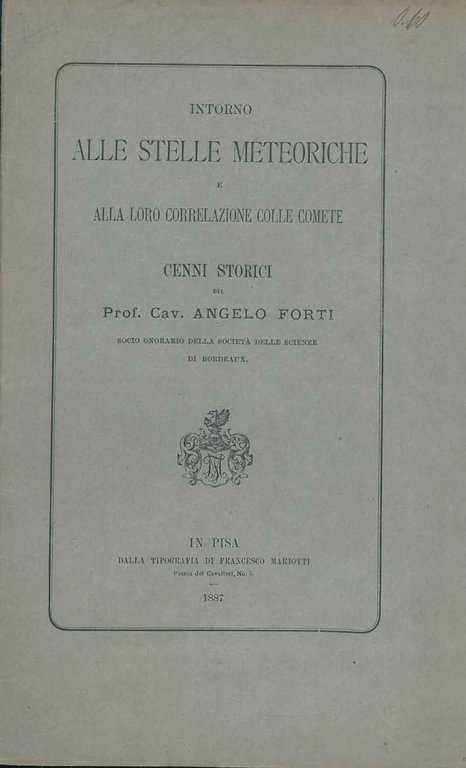 INTORNO
ALLE STELLE METEORICHE
E
ALLA LORO CORRELAZIONE COLLE COMETE
CENNI STORICI
DEL
Prof. Cav. ANGELO FORTI
SOCIO ONORARIO DELLA SOCIETÀ DELLE SCIENZE
DI BORDEAUX.
IN PISA
DALLA TIPOGRAFIA DI FRANCESCO MARIOTTI
Piazza dei Cavalieri, No. 5.
1887